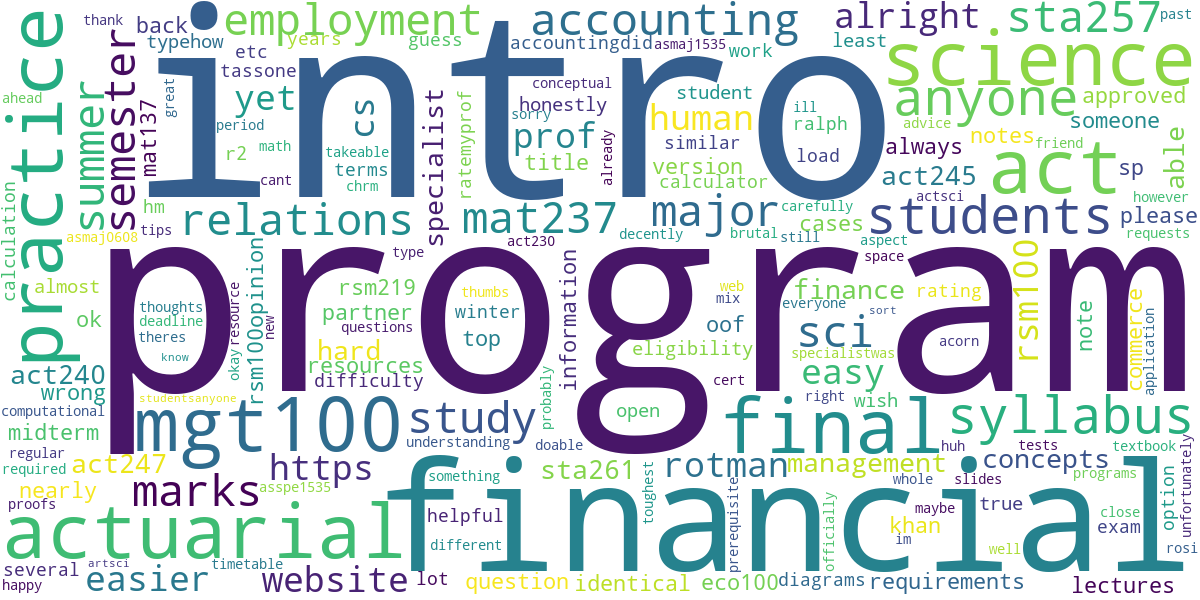 thank
back
employment
accounting
alright
sta257
past
typehow
etc
years
guess
accountingdid
asmaj1535
least
practice
intro
science
tassone
work
great
conceptual
ahead
summer
semester
mat137
yet
cs
ratemyprof
honestly
student
ill
anyone
approved
period
sorry
human
ralph
advice
notes
someone
r2
math
takeable
specialist
prof
similar
load
always
friend
able
terms
title
version
already
act
cant
chrm
calculator
act245
sp
actsci
however
hm
relations
mat237
major
carefully
students
please
calculation
tips
act230
decently
brutal
still
cases
aspect
requests
asmaj0608
rsm100opinion
type
information
space
rsm100
note
almost
program
rsm219
thumbs
web
finance
rating
commerce
application
thoughts
resource
new
partner
winter
mix
everyone
sort
ok
deadline
questions
oof
sci
theres
top
acorn
know
okay
hard
eligibility
specialistwas
act240
resources
easy
wrong
difficulty
cert
studentsanyone
probably
right
wish
computational
mgt100
study
open
final
syllabus
midterm
understanding
doable
huh
tests
textbook
regular
act247
https
sta261
rotman
management
concepts
option
unfortunately
required
something
toughest
prerequisite
whole
slides
programs
nearly
marks
asspe1535
financial
proofs
actuarial
helpful
officially
khan
maybe
true
close
exam
different
im
well
rosi
several
artsci
timetable
happy
easier
website
lot
question
identical
eco100
diagrams
requirements
lectures